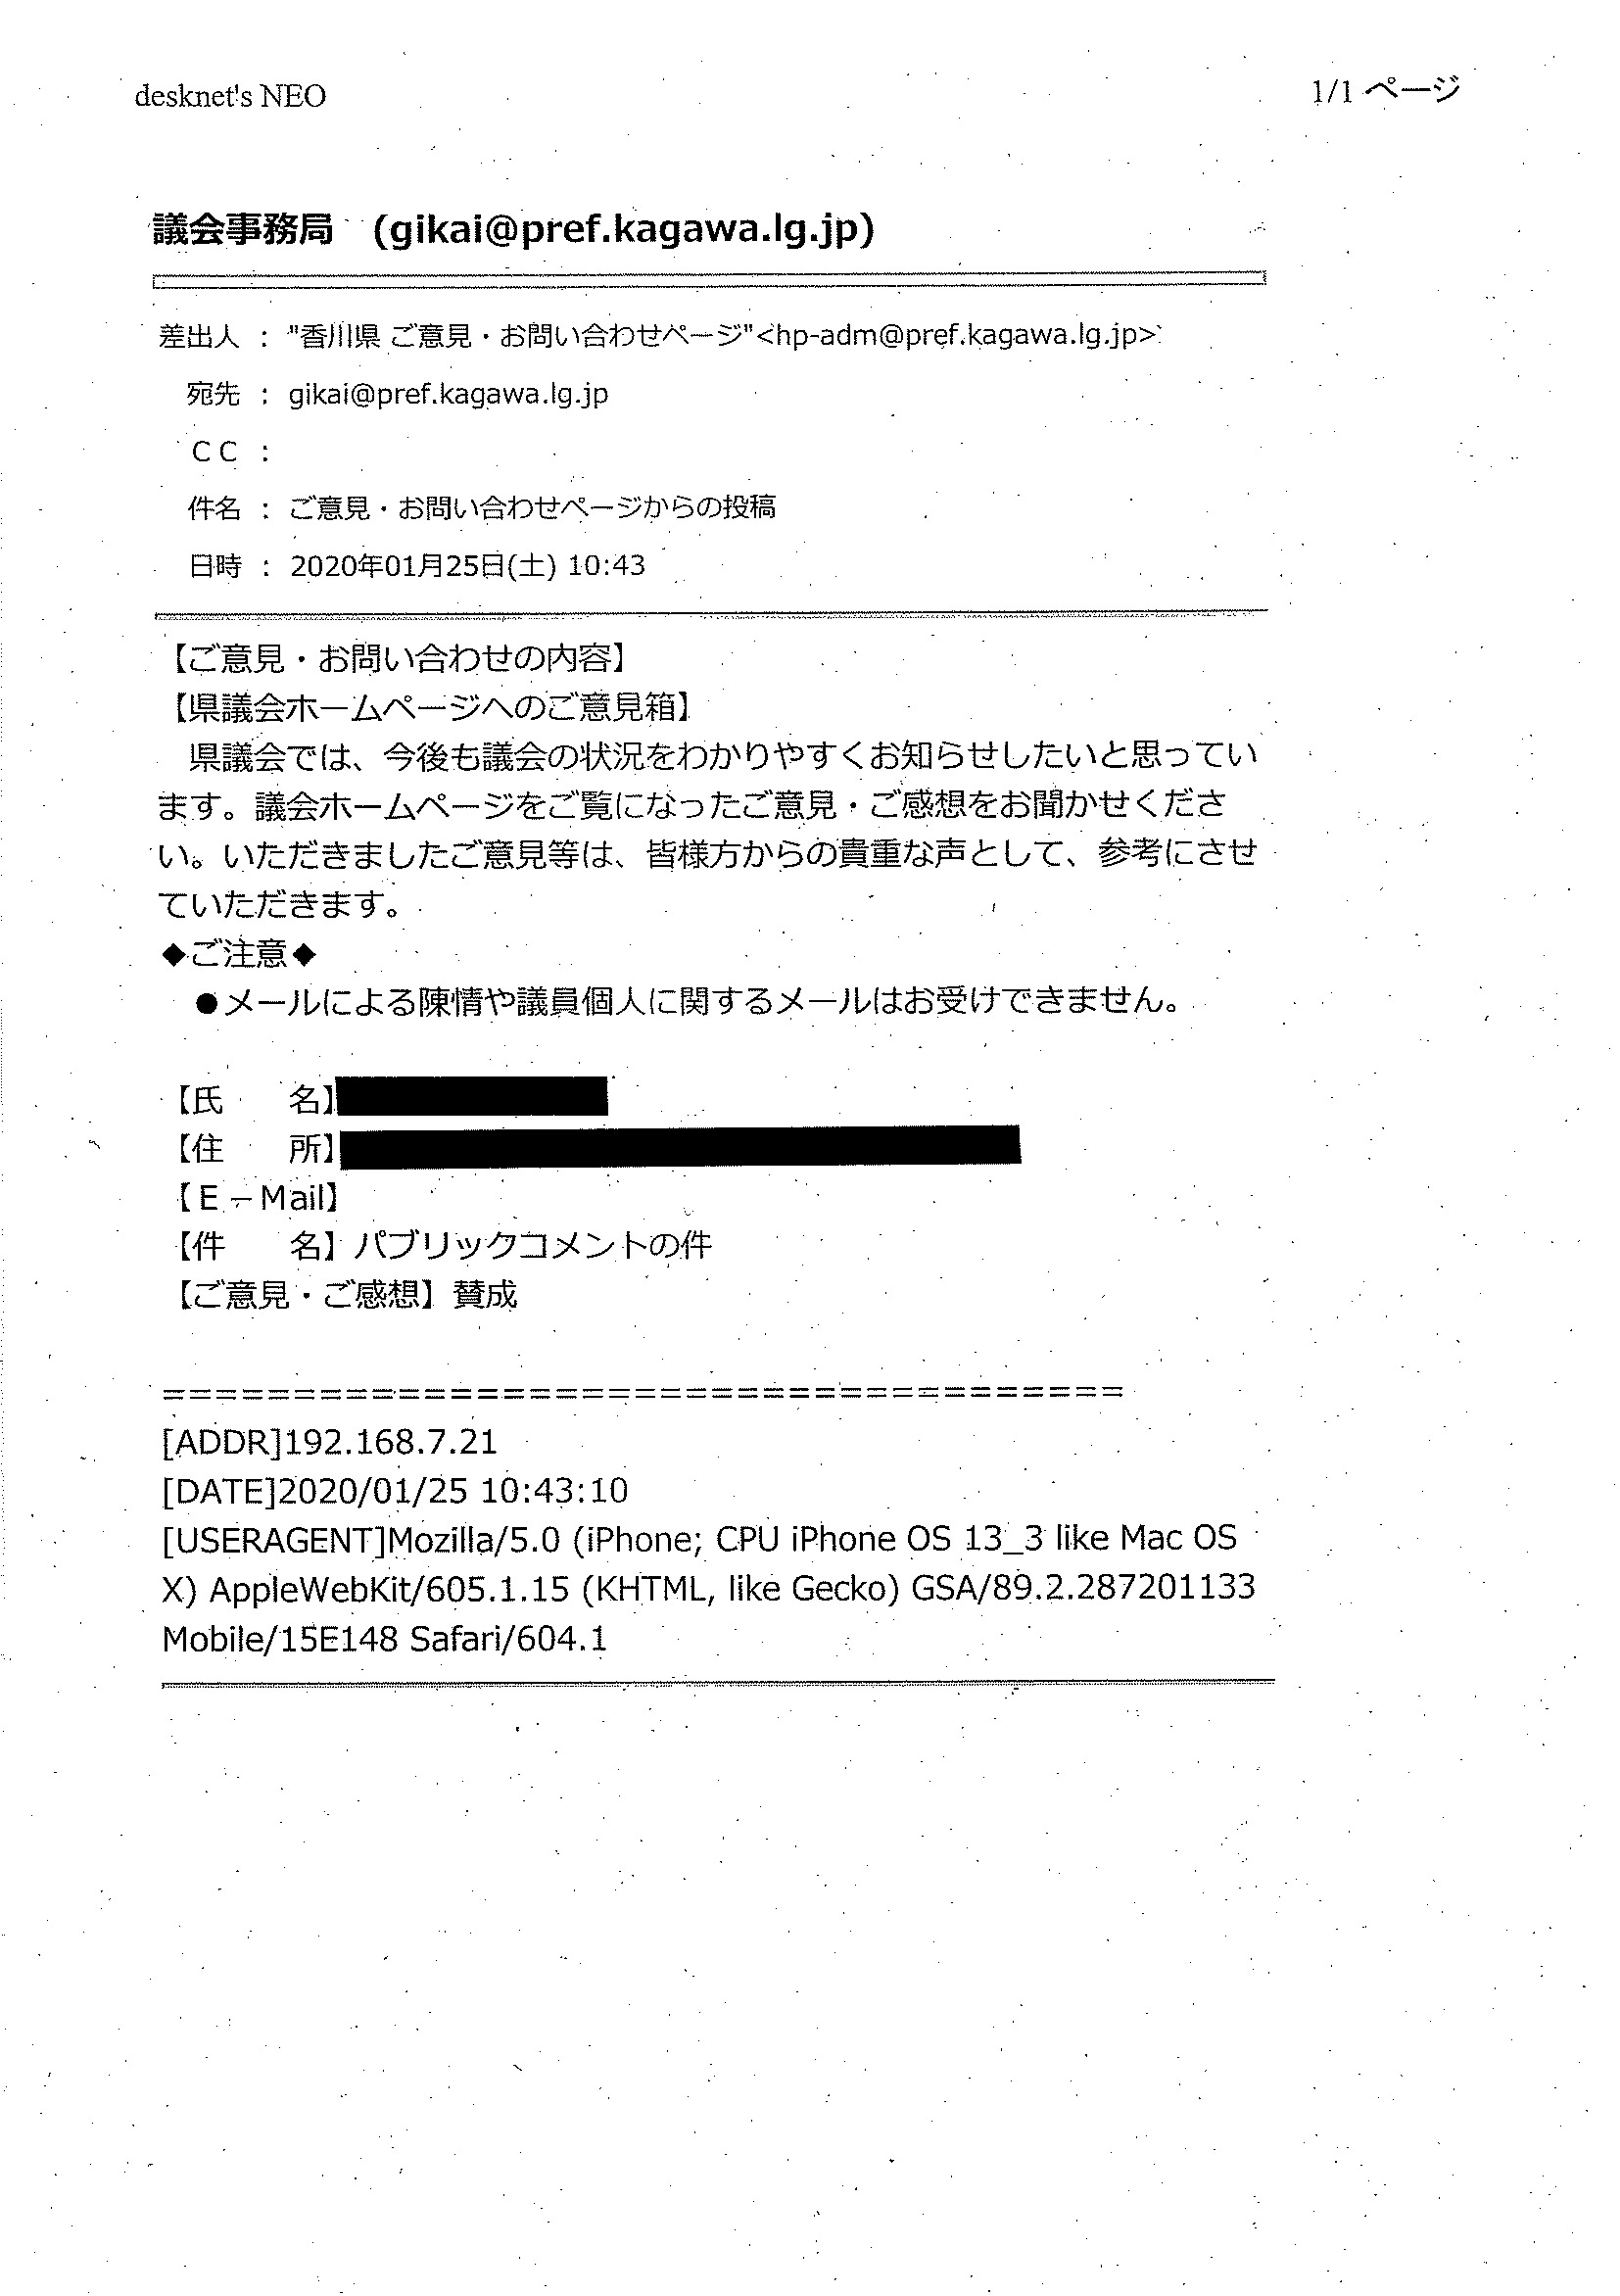 desknet's NEO
1/1 ページ
議会事務局 (gikai@pref.kagawa.lg.jp)
差出人 : "香川県 ご意見・お問い合わせページ"<hp-adm@pref.kagawa.lg.jp>
宛先 : gikai@pref.kagawa.lg.jp
CC :
件名 : ご意見・お問い合わせページからの投稿
日時 : 2020年01月25日(土) 10:43
【ご意見・お問い合わせの内容】
【県議会ホームページへのご意見箱】
県議会では、今後も議会の状況をわかりやすくお知らせしたいと思ってい
ます。議会ホームページをご覧になったご意見・ご感想をお聞かせくださ
い。いただきましたご意見等は、皆様方からの貴重な声として、参考にさせ
ていただきます。
◆ご注意◆
●メールによる陳情や議員個人に関するメールはお受けできません。
【氏　　名】
【住　　所】
【E－Mail】
【件　　名】パブリックコメントの件
【ご意見・ご感想】賛成
=====================================
[ADDR]192.168.7.21
[DATE]2020/01/25 10:43:10
[USERAGENT]Mozilla/5.0 (iPhone; CPU iPhone OS 13_3 like Mac OS
X) AppleWebKit/605.1.15 (KHTML, like Gecko) GSA/89.2.287201133
Mobile/15E148 Safari/604.1